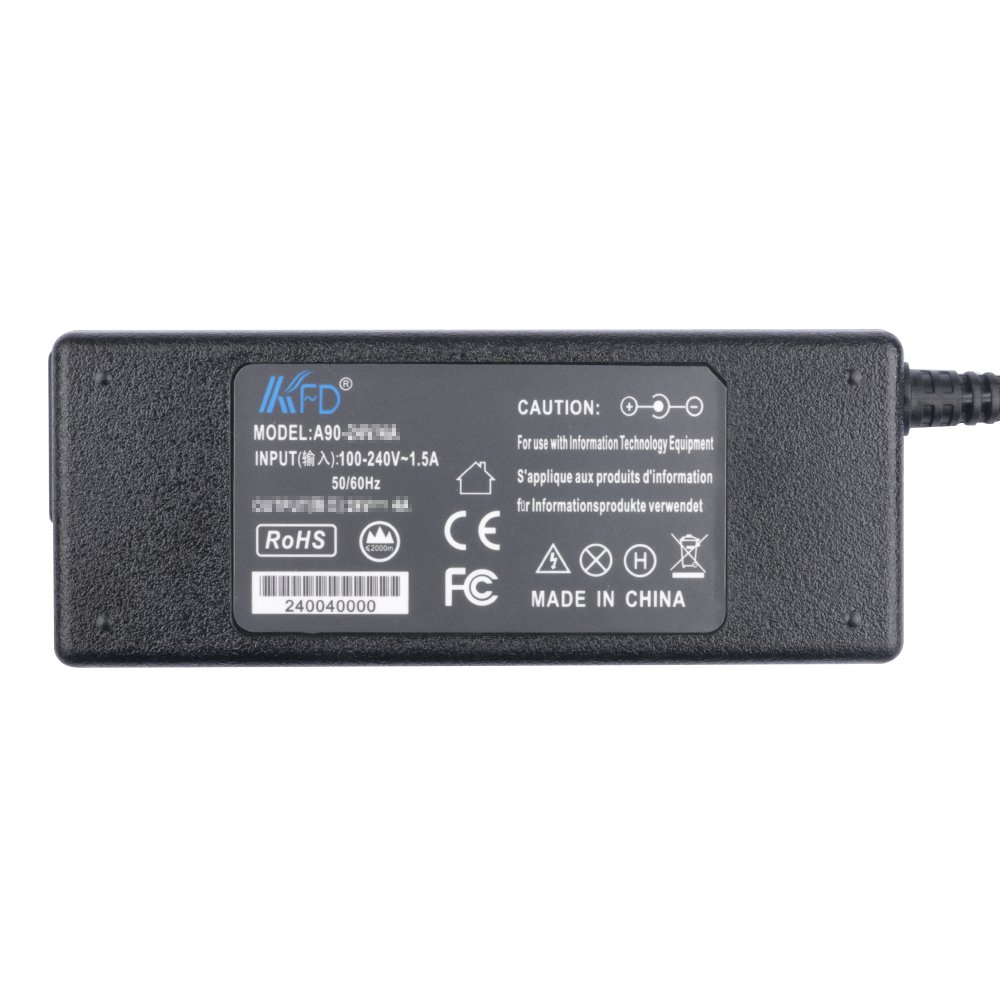 KFD®
MODEL:A90-
INPUT(输入):100-240V~1.5A
50/60Hz
RoHS
≤2000m
240040000
CE
FC
CAUTION:
For use with Information Technology Equipment
S'applique aux produits d'information
für Informationsprodukte verwendet
H
MADE IN CHINA